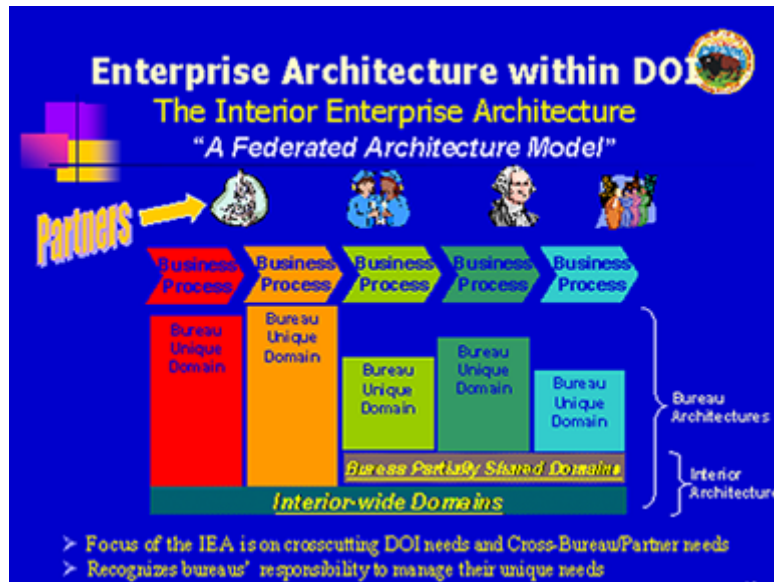 Enterprise Architecture within DOI
The Interior Enterprise Architecture
"A Federated Architecture Model"
Partners
Business Process
Business Process
Business Process
Business Process
Business Process
Bureau
Unique
Domain
Bureau
Unique
Domain
Bureau
Unique
Domain
Bureau
Unique
Domain
Bureau
Unique
Domain
Bureau
Architectures
Partially Shared Domains
Interior
Architecture
Interior-wide Domains
➢ Focus of the IEA is on crosscutting DOI needs and Cross-Bureau/Partner needs
➢ Recognizes bureaus' responsibility to manage their unique needs